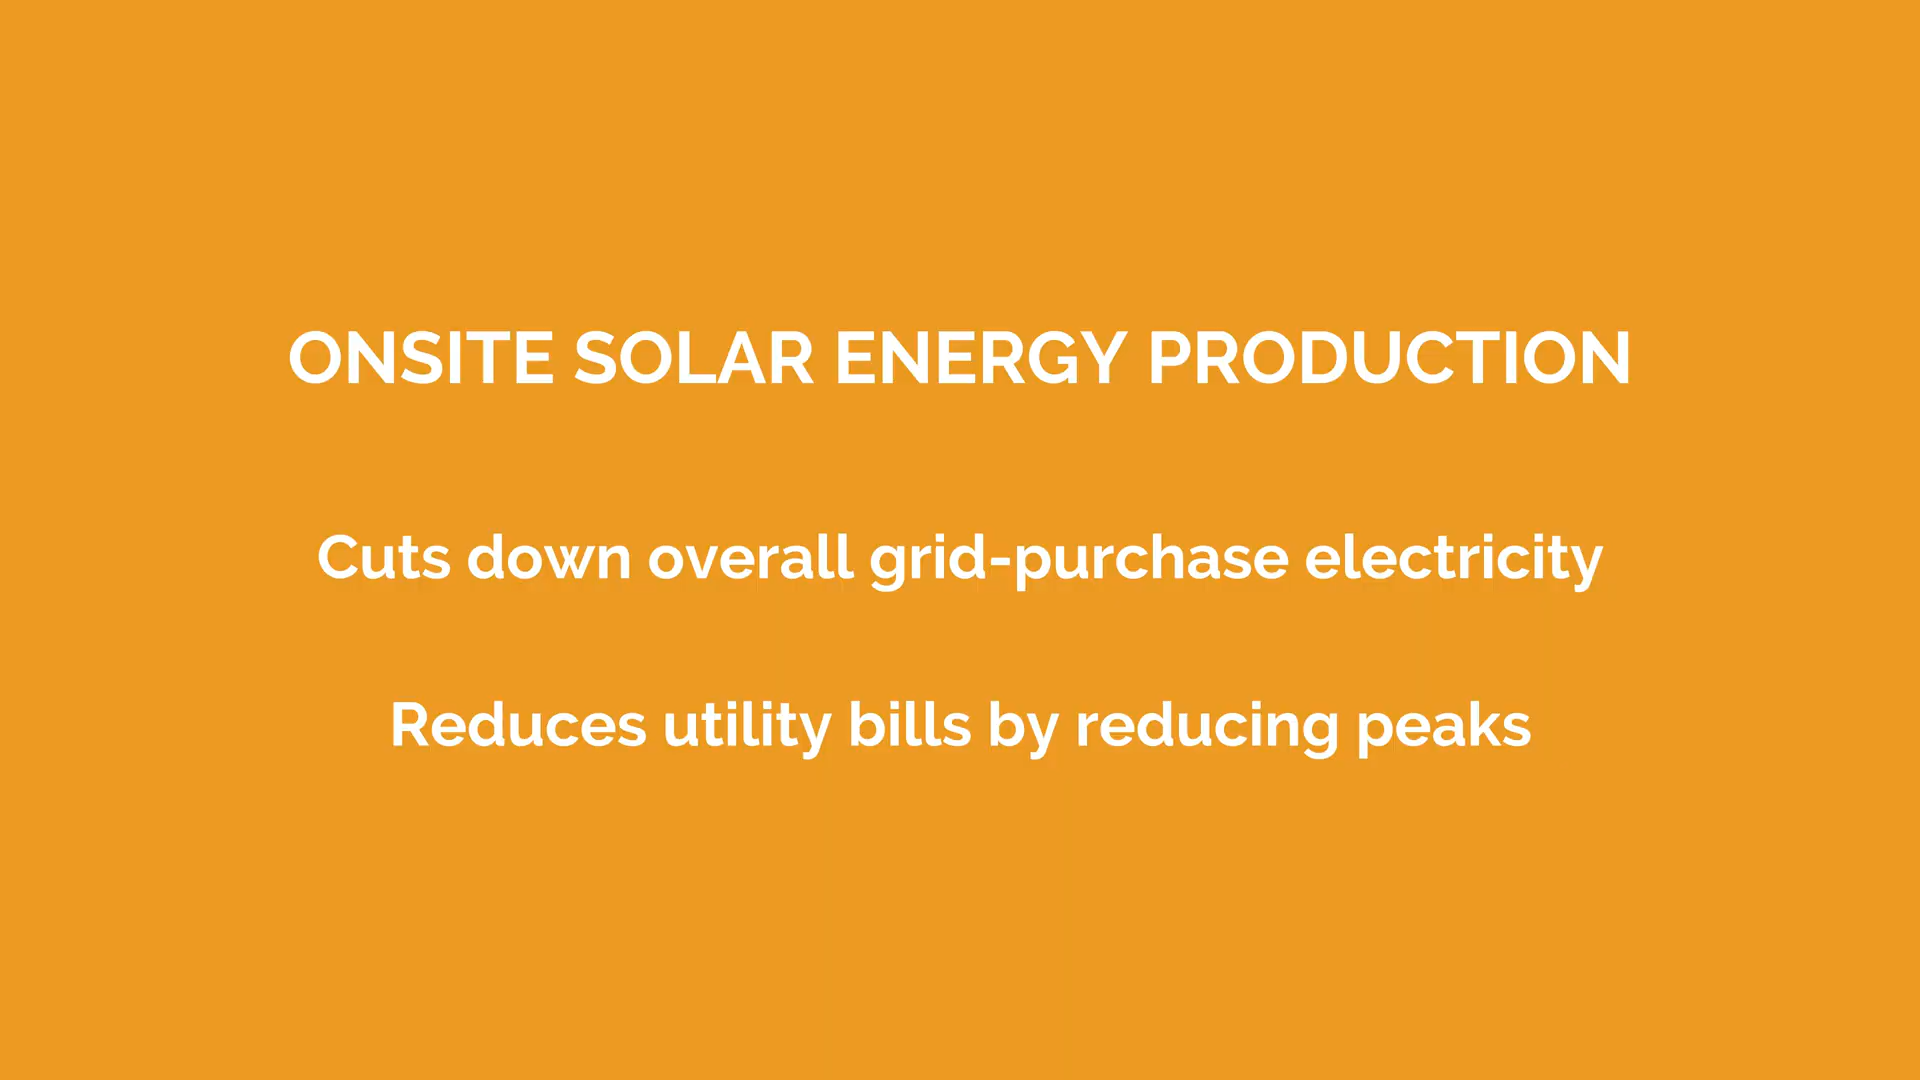 ONSITE SOLAR ENERGY PRODUCTION
Cuts down overall grid-purchase electricity
Reduces utility bills by reducing peaks